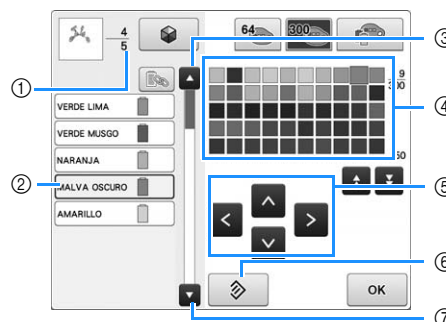 4
5
64
300
①
③
9
300
④
VERDE LIMA
VERDE MUSGO
NARANJA
② MALVA OSCURO
AMARILLO
50
⑤
⑥
OK
⑦